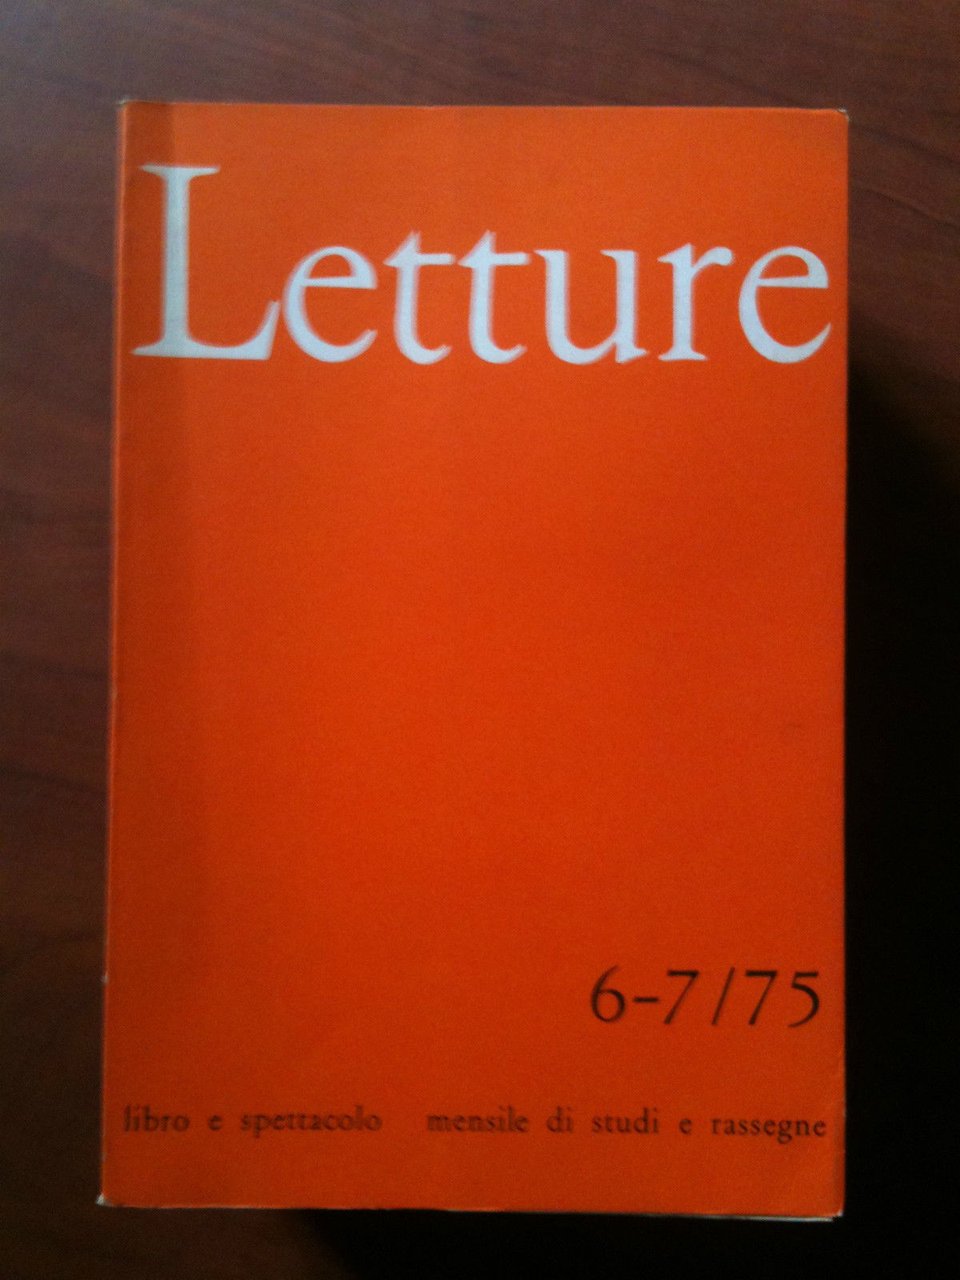 Letture
6-7/75
libro e spettacolo mensile di studi e rassegne